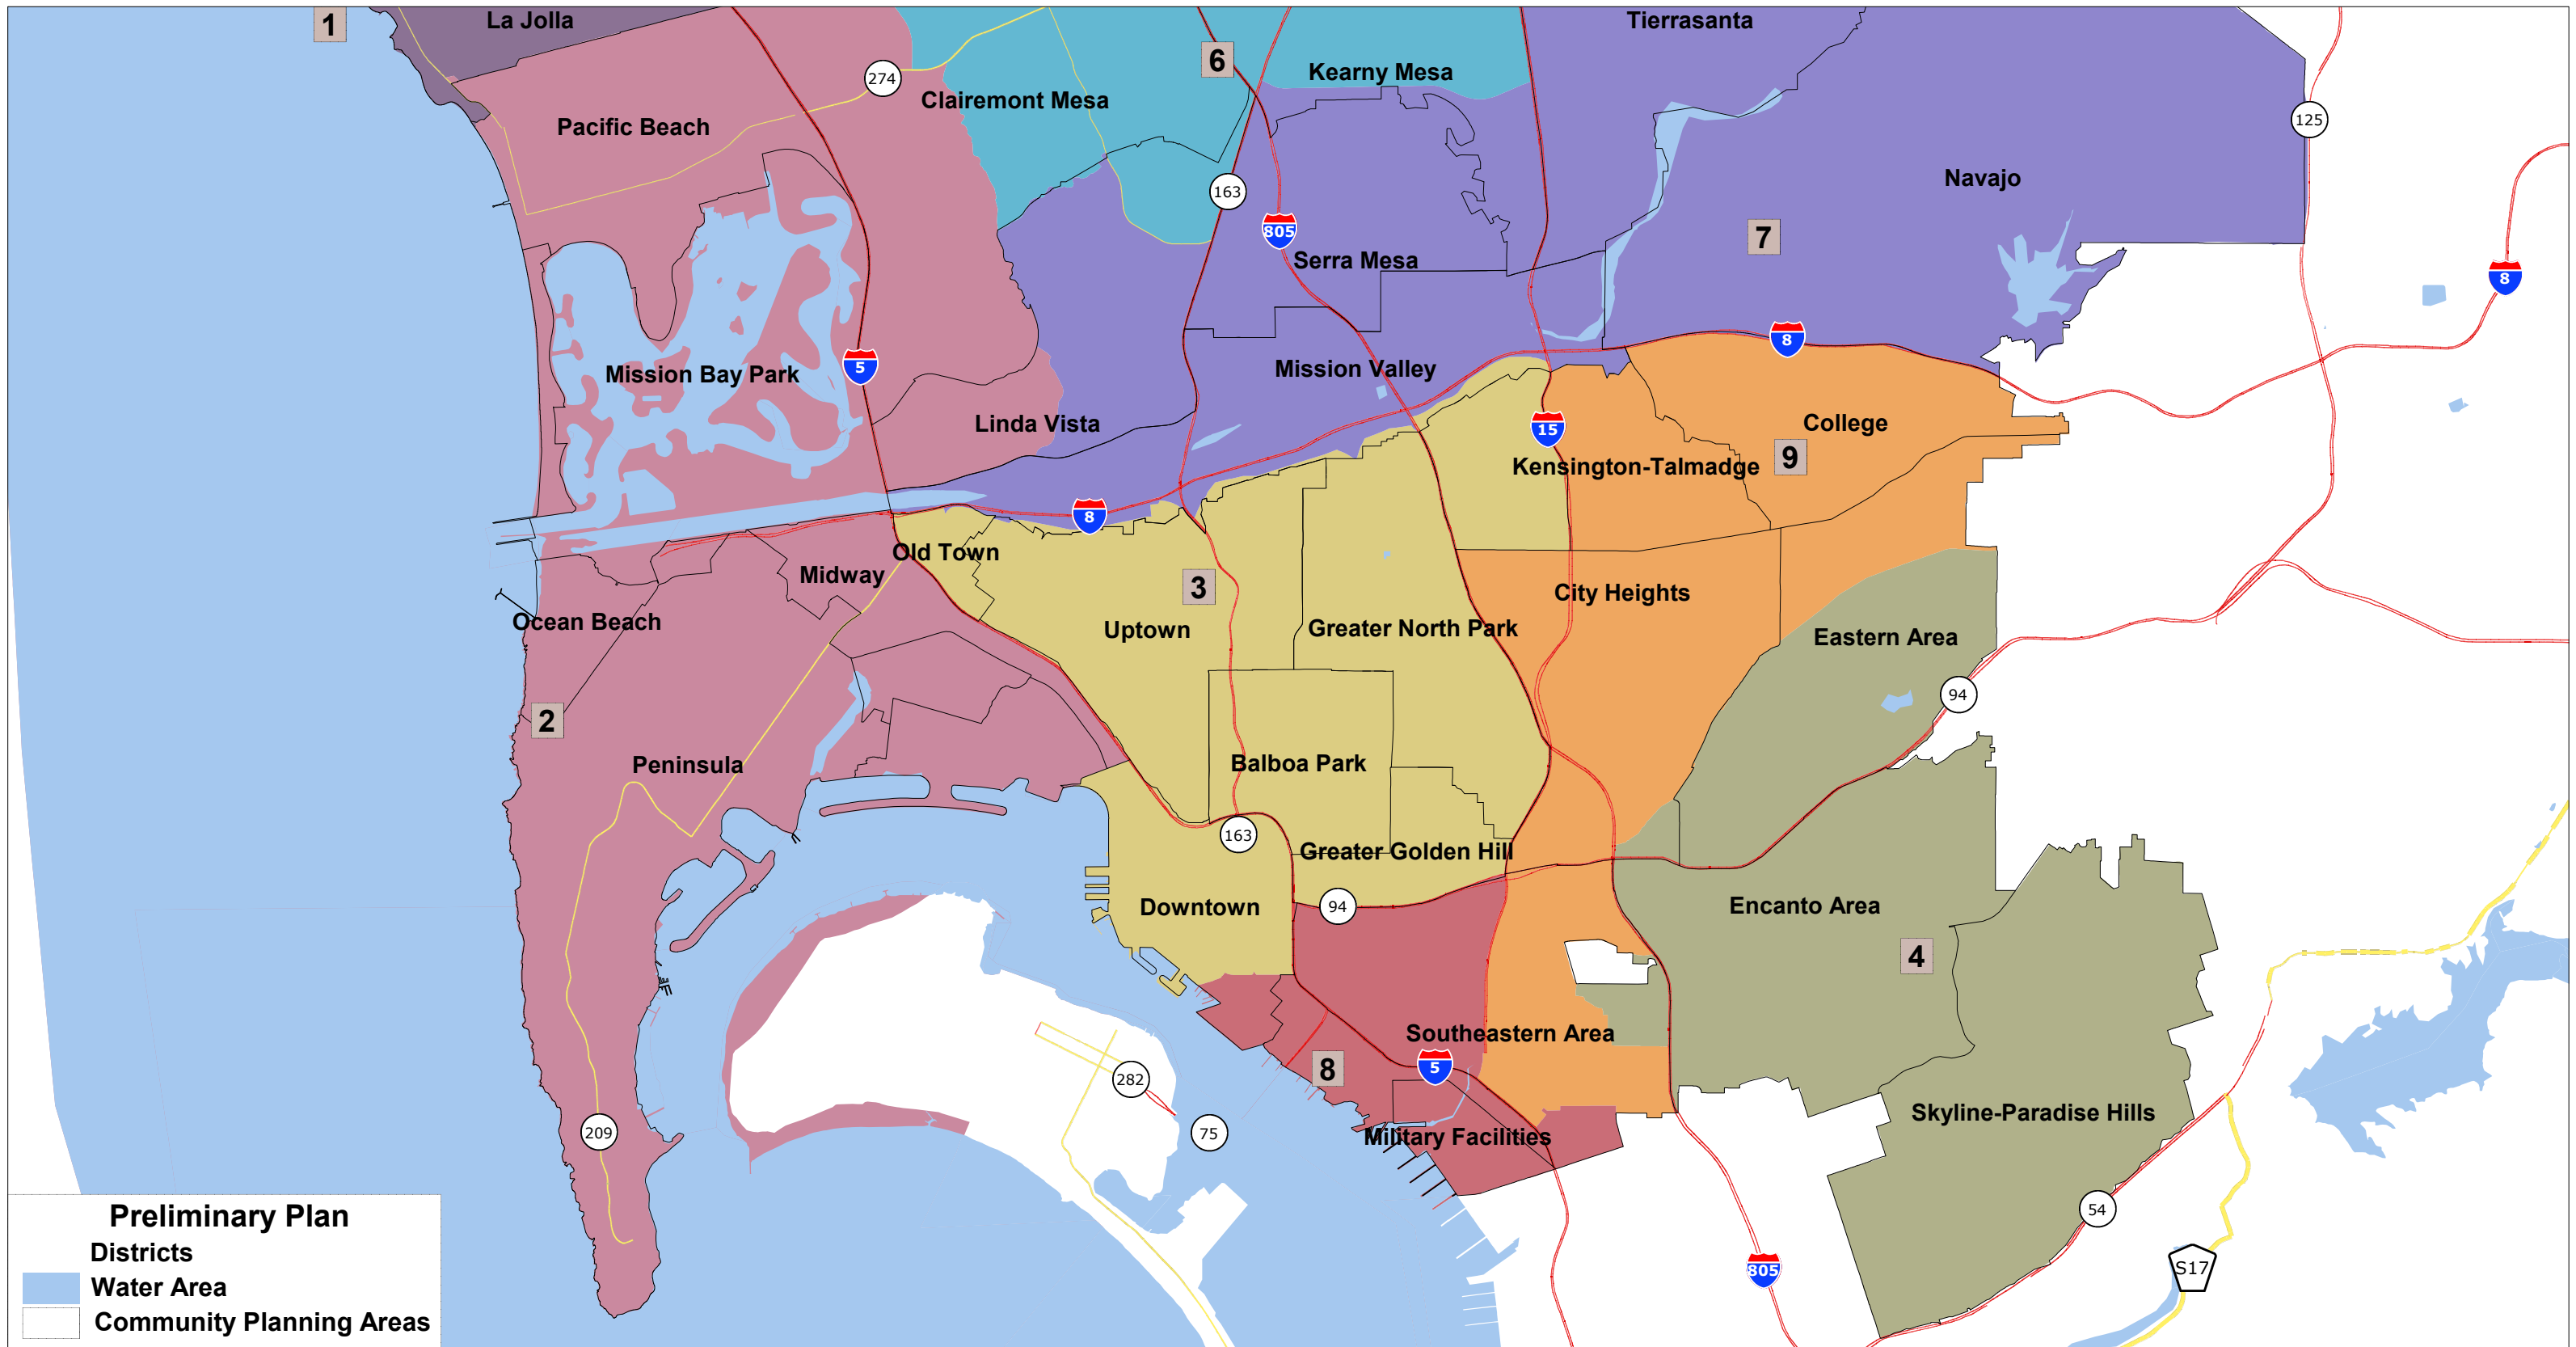 1
La Jolla
Tierrasanta
6
Kearny Mesa
274
Clairemont Mesa
125
Pacific Beach
Navajo
163
805
7
Serra Mesa
8
8
5
Mission Bay Park
Mission Valley
Linda Vista
College
15
Kensington-Talmadge
9
8
Old Town
Midway
3
City Heights
Ocean Beach
Uptown
Greater North Park
Eastern Area
94
2
Peninsula
Balboa Park
163
Greater Golden Hill
Downtown
94
Encanto Area
4
Southeastern Area
8
5
282
Skyline-Paradise Hills
209
75
Military Facilities
54
805
S17
Preliminary Plan
Districts
Water Area
Community Planning Areas